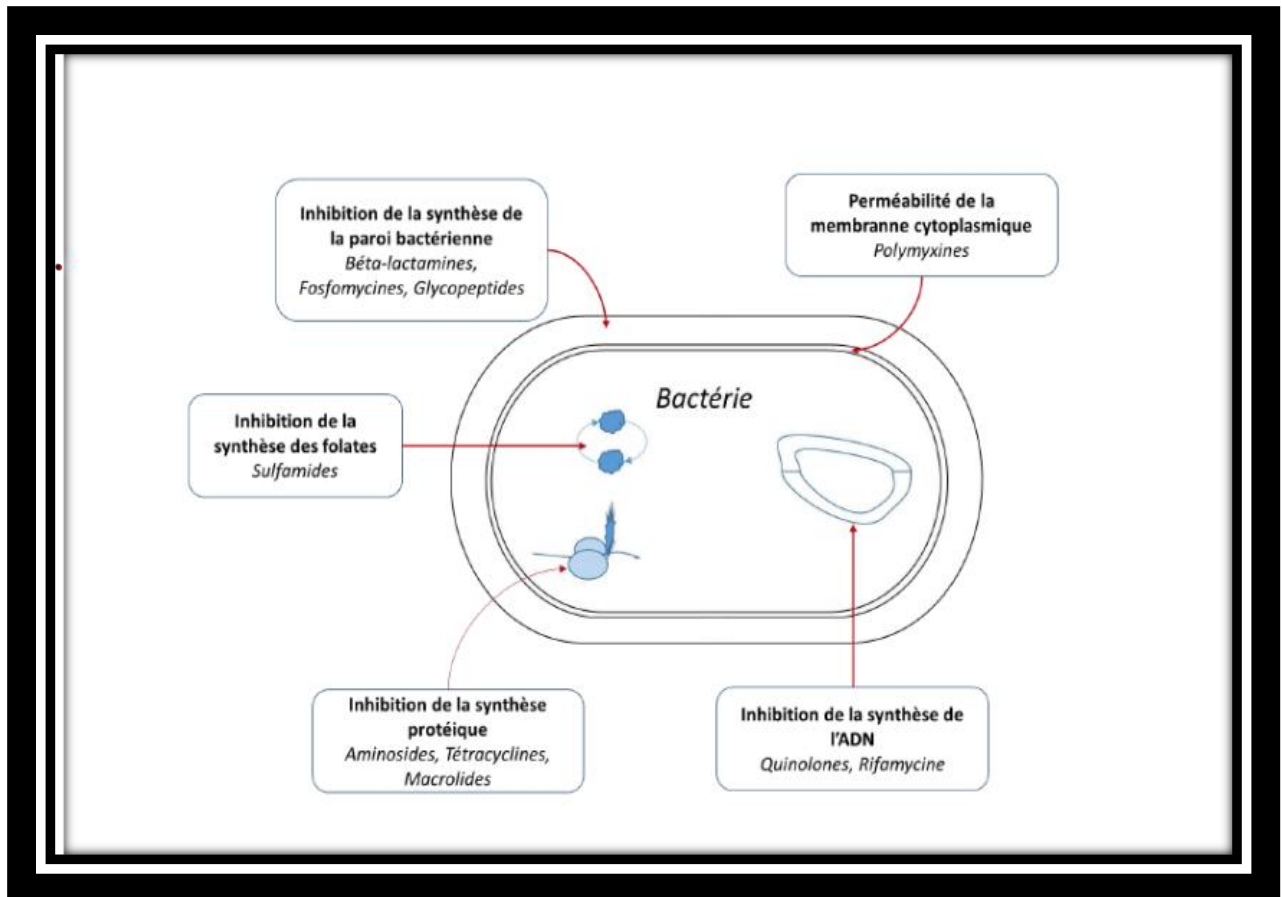 Inhibition de la synthèse de
la paroi bactérienne
Béta-lactamines,
Fosfomycines, Glycopeptides
Perméabilité de la
membranne cytoplasmique
Polymyxines
Bactérie
Inhibition de la
synthèse des folates
Sulfamides
Inhibition de la synthèse
protéique
Aminosides, Tétracyclines,
Macrolides
Inhibition de la synthèse de
l'ADN
Quinolones, Rifamycine